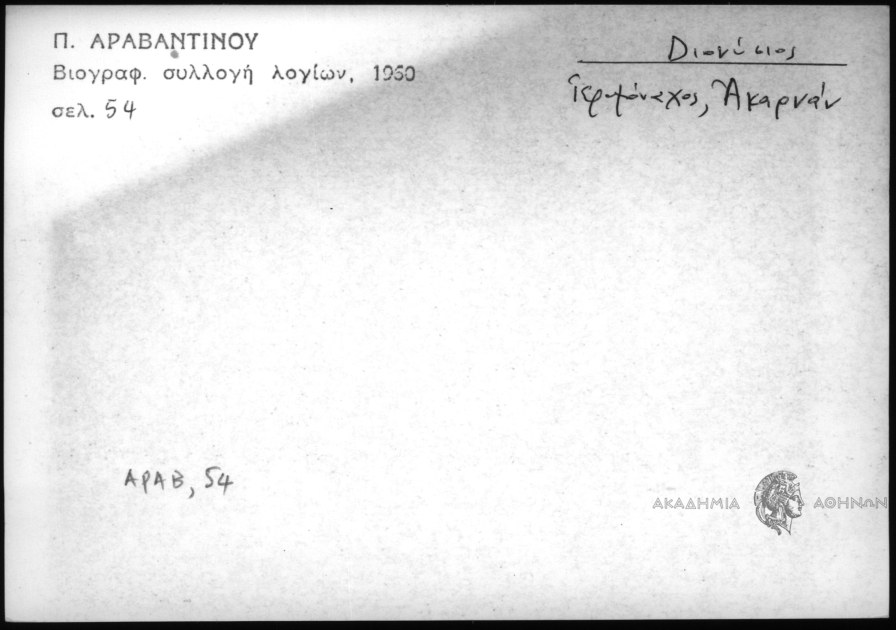 Π. ΑΡΑΒΑΝΤΙΝΟΥ
Βιογραφ. συλλογή λογίων, 1960
σελ. 54
Διονύσιος
Ἱερομόναχος, Ἀκαρνάν
ΑΡΑΒ, 54
ΑΚΑΔΗΜΙΑ ΑΘΗΝΩΝ